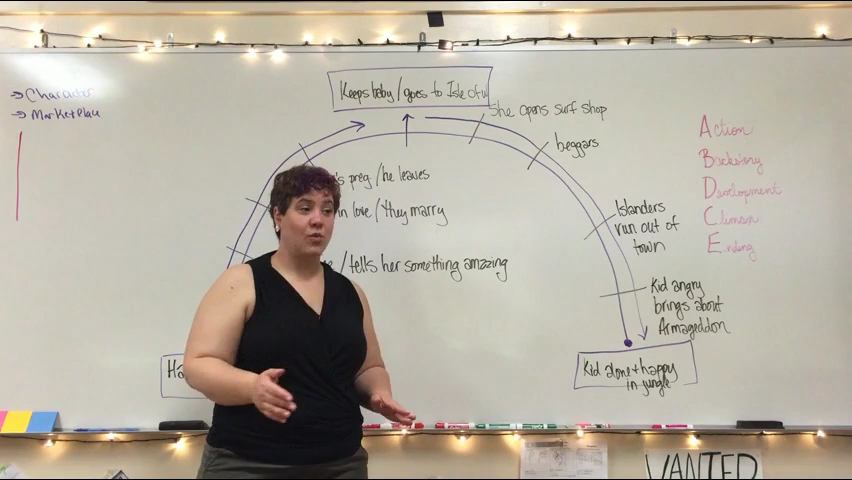 → Character
→ Marketplace
Keeps baby / goes to Isle of w
She opens surf shop
beggars
Islanders
run out of
town
Kid angry
brings about
Armageddon
Kid alone + happy
in jungle
's preg / he leaves
in love / they marry
/ tells her something amazing
Ha
Action
Backstory
Development
Climax
Ending
WANTED